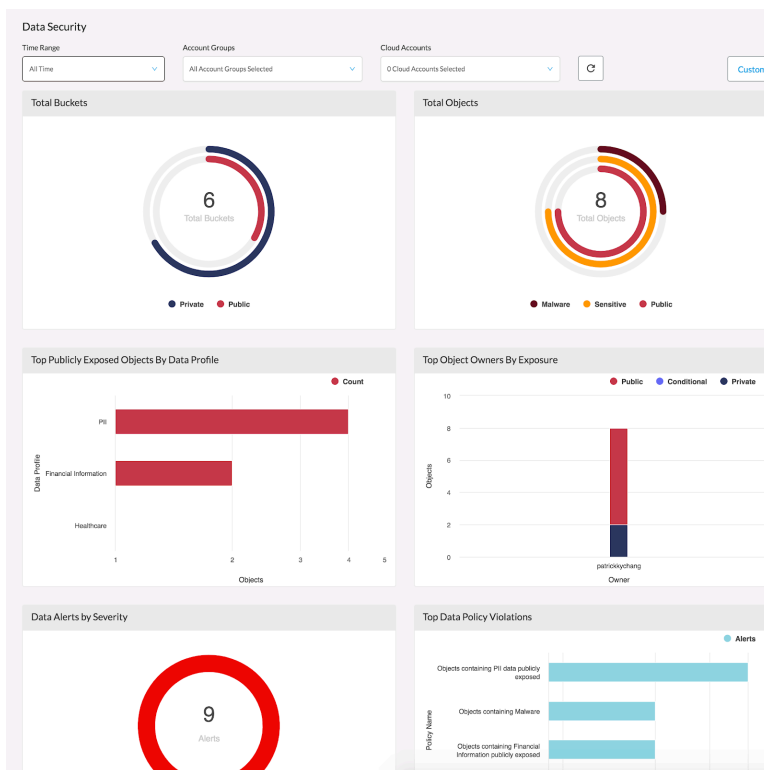 Data Security
Time Range
Account Groups
Cloud Accounts
All Time
All Account Groups Selected
0 Cloud Accounts Selected
Custom
Total Buckets
Total Objects
6
Total Buckets
8
Total Objects
Private
Public
Malware
Sensitive
Public
Top Publicly Exposed Objects By Data Profile
Top Object Owners By Exposure
Count
PII
Financial Information
Healthcare
Data Profile
1
2
3
4
5
Objects
Public
Conditional
Private
10
8
6
4
2
0
Objects
patrickkychang
Owner
Data Alerts by Severity
Top Data Policy Violations
9
Alerts
Alerts
Objects containing PII data publicly
exposed
Objects containing Malware
Objects containing Financial
Information publicly exposed
Policy Name